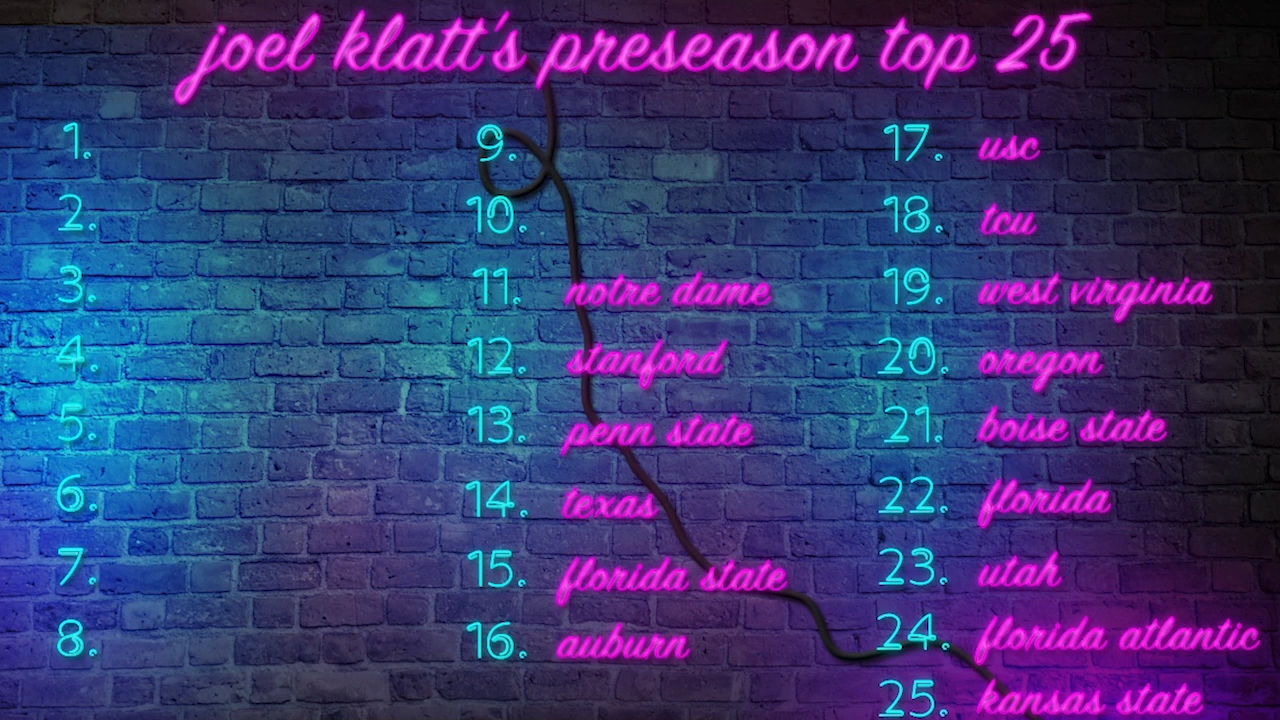 joel klatt's preseason top 25
1.
2.
3.
4.
5.
6.
7.
8.
9.
10.
11. notre dame
12. stanford
13. penn state
14. texas
15. florida state
16. auburn
17. usc
18. tcu
19. west virginia
20. oregon
21. boise state
22. florida
23. utah
24. florida atlantic
25. kansas state